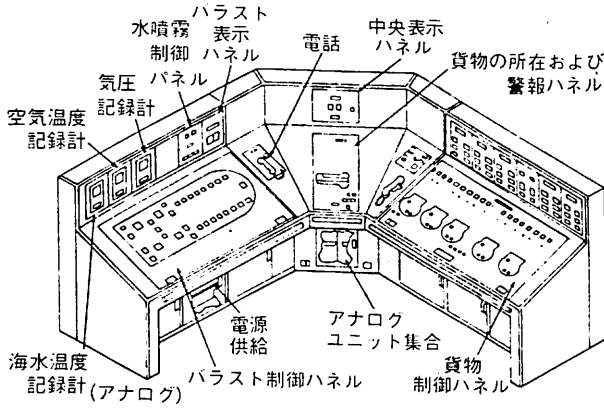 バラスト
表示
ハネル
水噴霧
制御
パネル
気圧
記録計
空気温度
記録計
電話
中央表示
ハネル
貨物の所在および
警報ハネル
海水温度
記録計(アナログ)
電源
供給
バラスト制御ハネル
アナログ
ユニット集合
貨物
制御ハネル